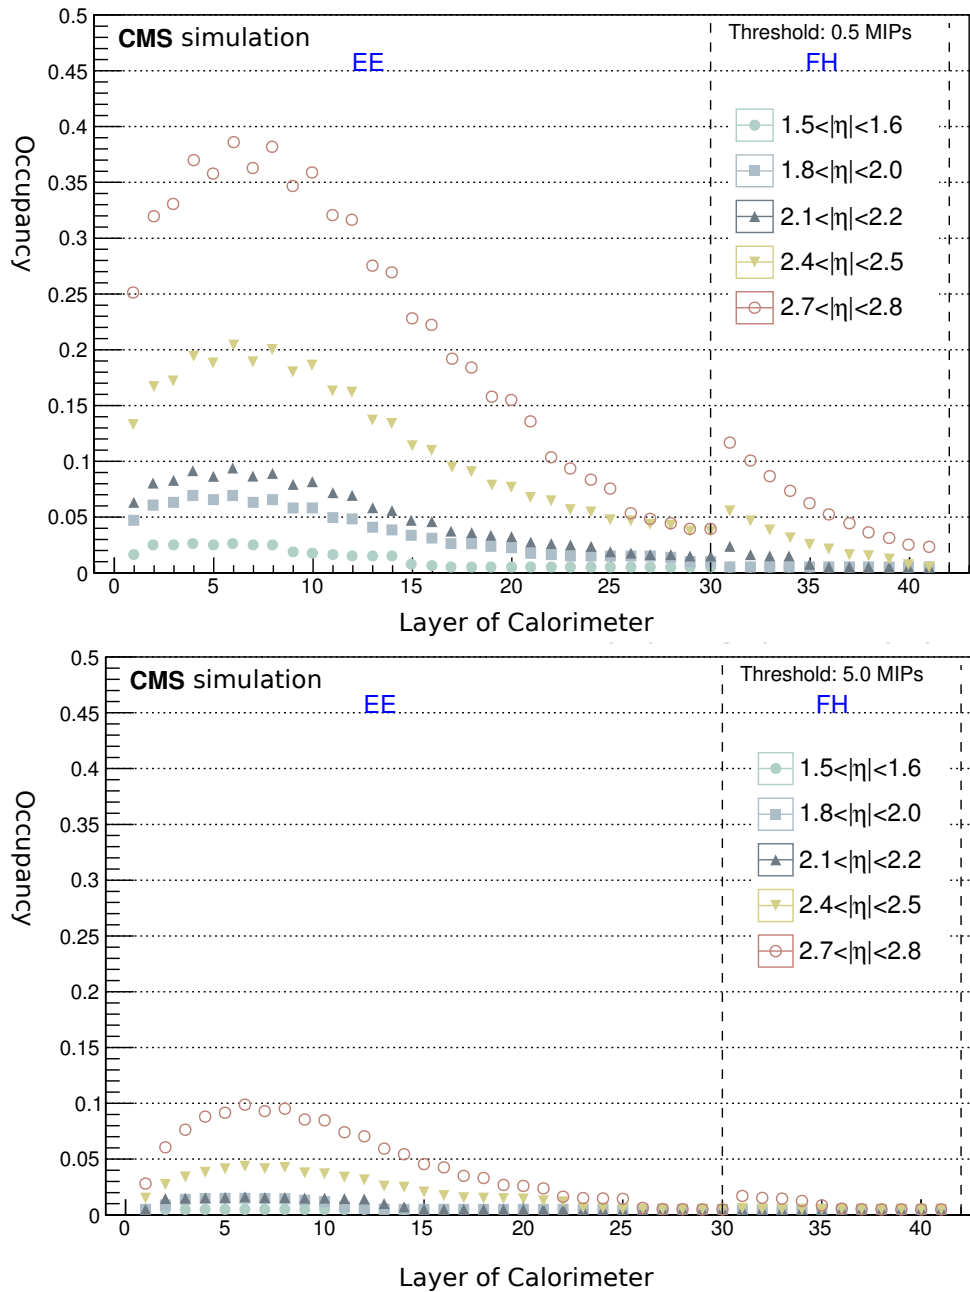 CMS simulation
Threshold: 0.5 MIPs
EE
FH
Occupancy
0.5
0.45
0.4
0.35
0.3
0.25
0.2
0.15
0.1
0.05
0
1.5<|η|<1.6
1.8<|η|<2.0
2.1<|η|<2.2
2.4<|η|<2.5
2.7<|η|<2.8
0 5 10 15 20 25 30 35 40
Layer of Calorimeter
CMS simulation
Threshold: 5.0 MIPs
EE
FH
Occupancy
0.5
0.45
0.4
0.35
0.3
0.25
0.2
0.15
0.1
0.05
0
1.5<|η|<1.6
1.8<|η|<2.0
2.1<|η|<2.2
2.4<|η|<2.5
2.7<|η|<2.8
0 5 10 15 20 25 30 35 40
Layer of Calorimeter